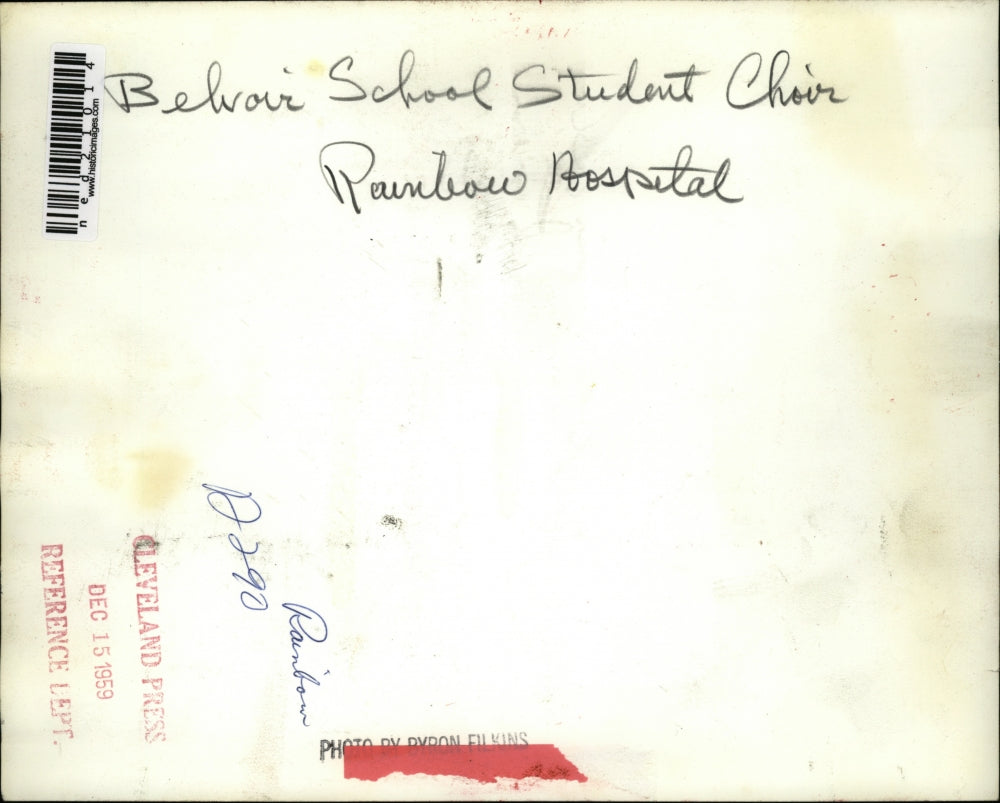 Belvoir School Student Choir
Rainbow Hospital
ned21014
www.historicimages.com
CLEVELAND PRESS
DEC 15 1959
REFERENCE DEPT.
Rainbow
PHOTO BY BYRON FILKINS